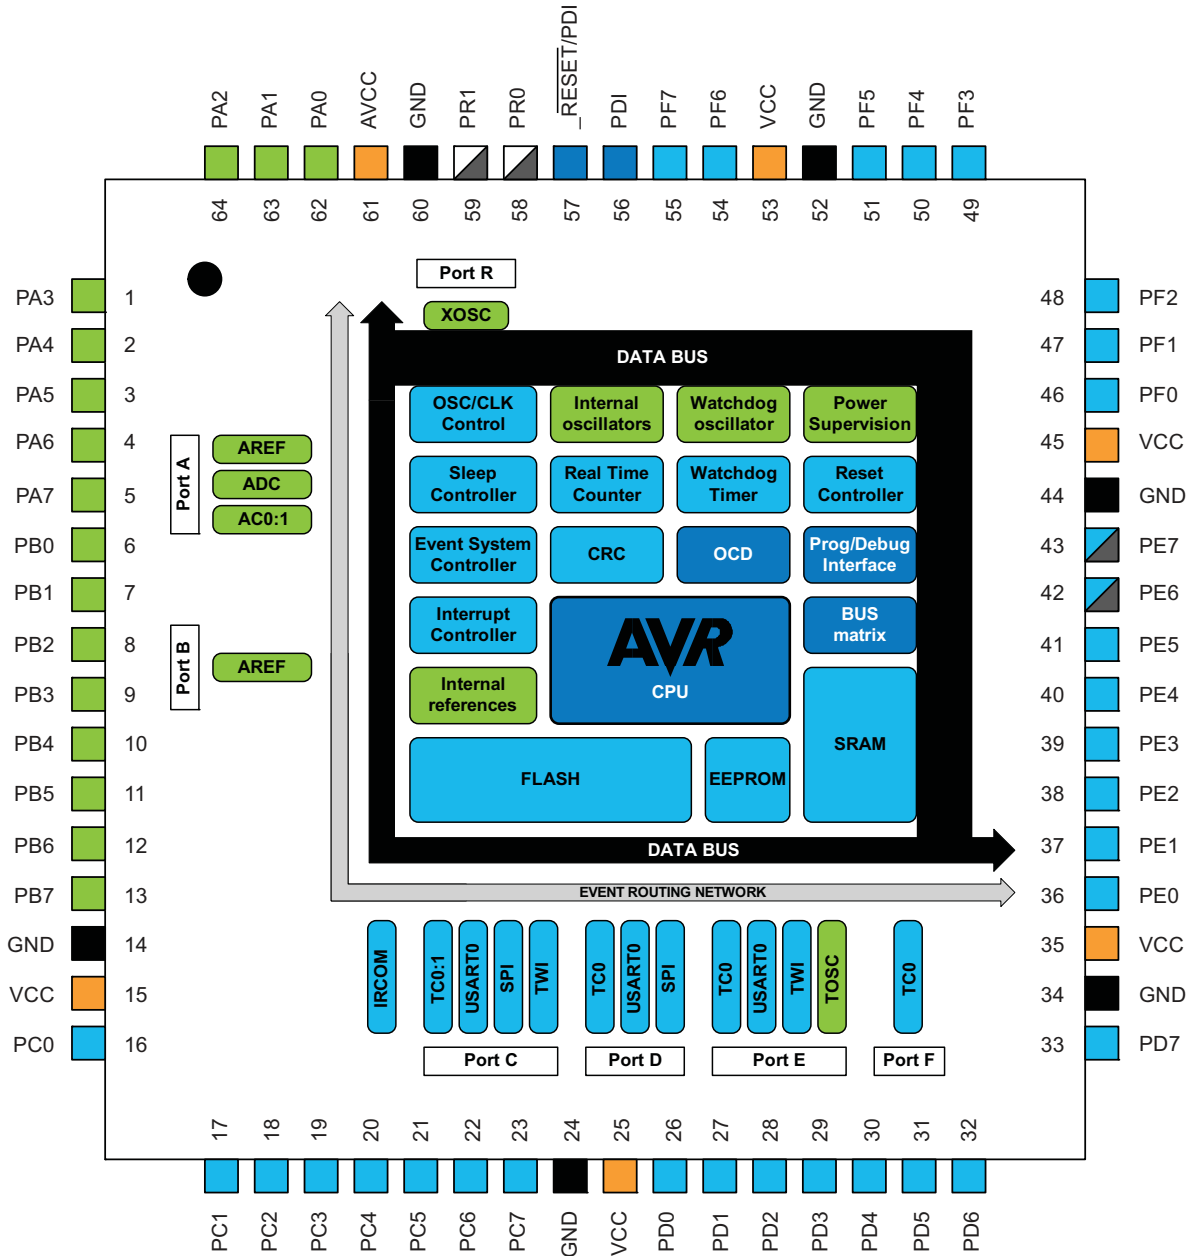 PA2
PA1
PA0
AVCC
GND
PR1
PR0
_RESET/PDI
PDI
PF7
PF6
VCC
GND
PF5
PF4
PF3
64
63
62
61
60
59
58
57
56
55
54
53
52
51
50
49
PA3 1
PA4 2
PA5 3
PA6 4
PA7 5
PB0 6
PB1 7
PB2 8
PB3 9
PB4 10
PB5 11
PB6 12
PB7 13
GND 14
VCC 15
PC0 16
Port A
AREF
ADC
AC0:1
Port B
AREF
Port R
XOSC
DATA BUS
OSC/CLK
Control
Internal
oscillators
Watchdog
oscillator
Power
Supervision
Sleep
Controller
Real Time
Counter
Watchdog
Timer
Reset
Controller
Event System
Controller
CRC
OCD
Prog/Debug
Interface
Interrupt
Controller
AVR
CPU
BUS
matrix
Internal
references
SRAM
FLASH
EEPROM
DATA BUS
EVENT ROUTING NETWORK
IRCOM
TC0:1
USART0
SPI
TWI
TC0
USART0
SPI
TC0
USART0
TWI
TOSC
TC0
Port C
Port D
Port E
Port F
48 PF2
47 PF1
46 PF0
45 VCC
44 GND
43 PE7
42 PE6
41 PE5
40 PE4
39 PE3
38 PE2
37 PE1
36 PE0
35 VCC
34 GND
33 PD7
17
18
19
20
21
22
23
24
25
26
27
28
29
30
31
32
PC1
PC2
PC3
PC4
PC5
PC6
PC7
GND
VCC
PD0
PD1
PD2
PD3
PD4
PD5
PD6